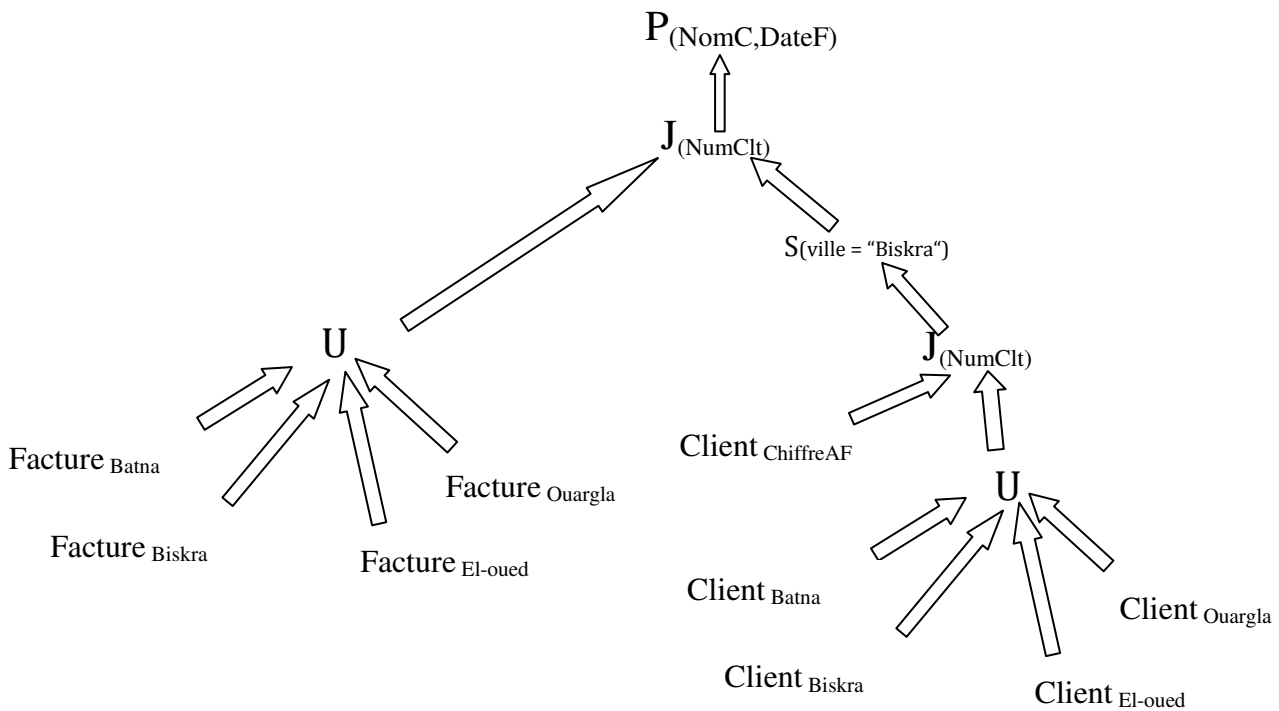 P(NomC,DateF)
J(NumClt)
S(ville = “Biskra“)
U
J(NumClt)
Facture Batna
Client ChiffreAF
Facture Ouargla
U
Facture Biskra
Facture El-oued
Client Batna
Client Ouargla
Client Biskra
Client El-oued